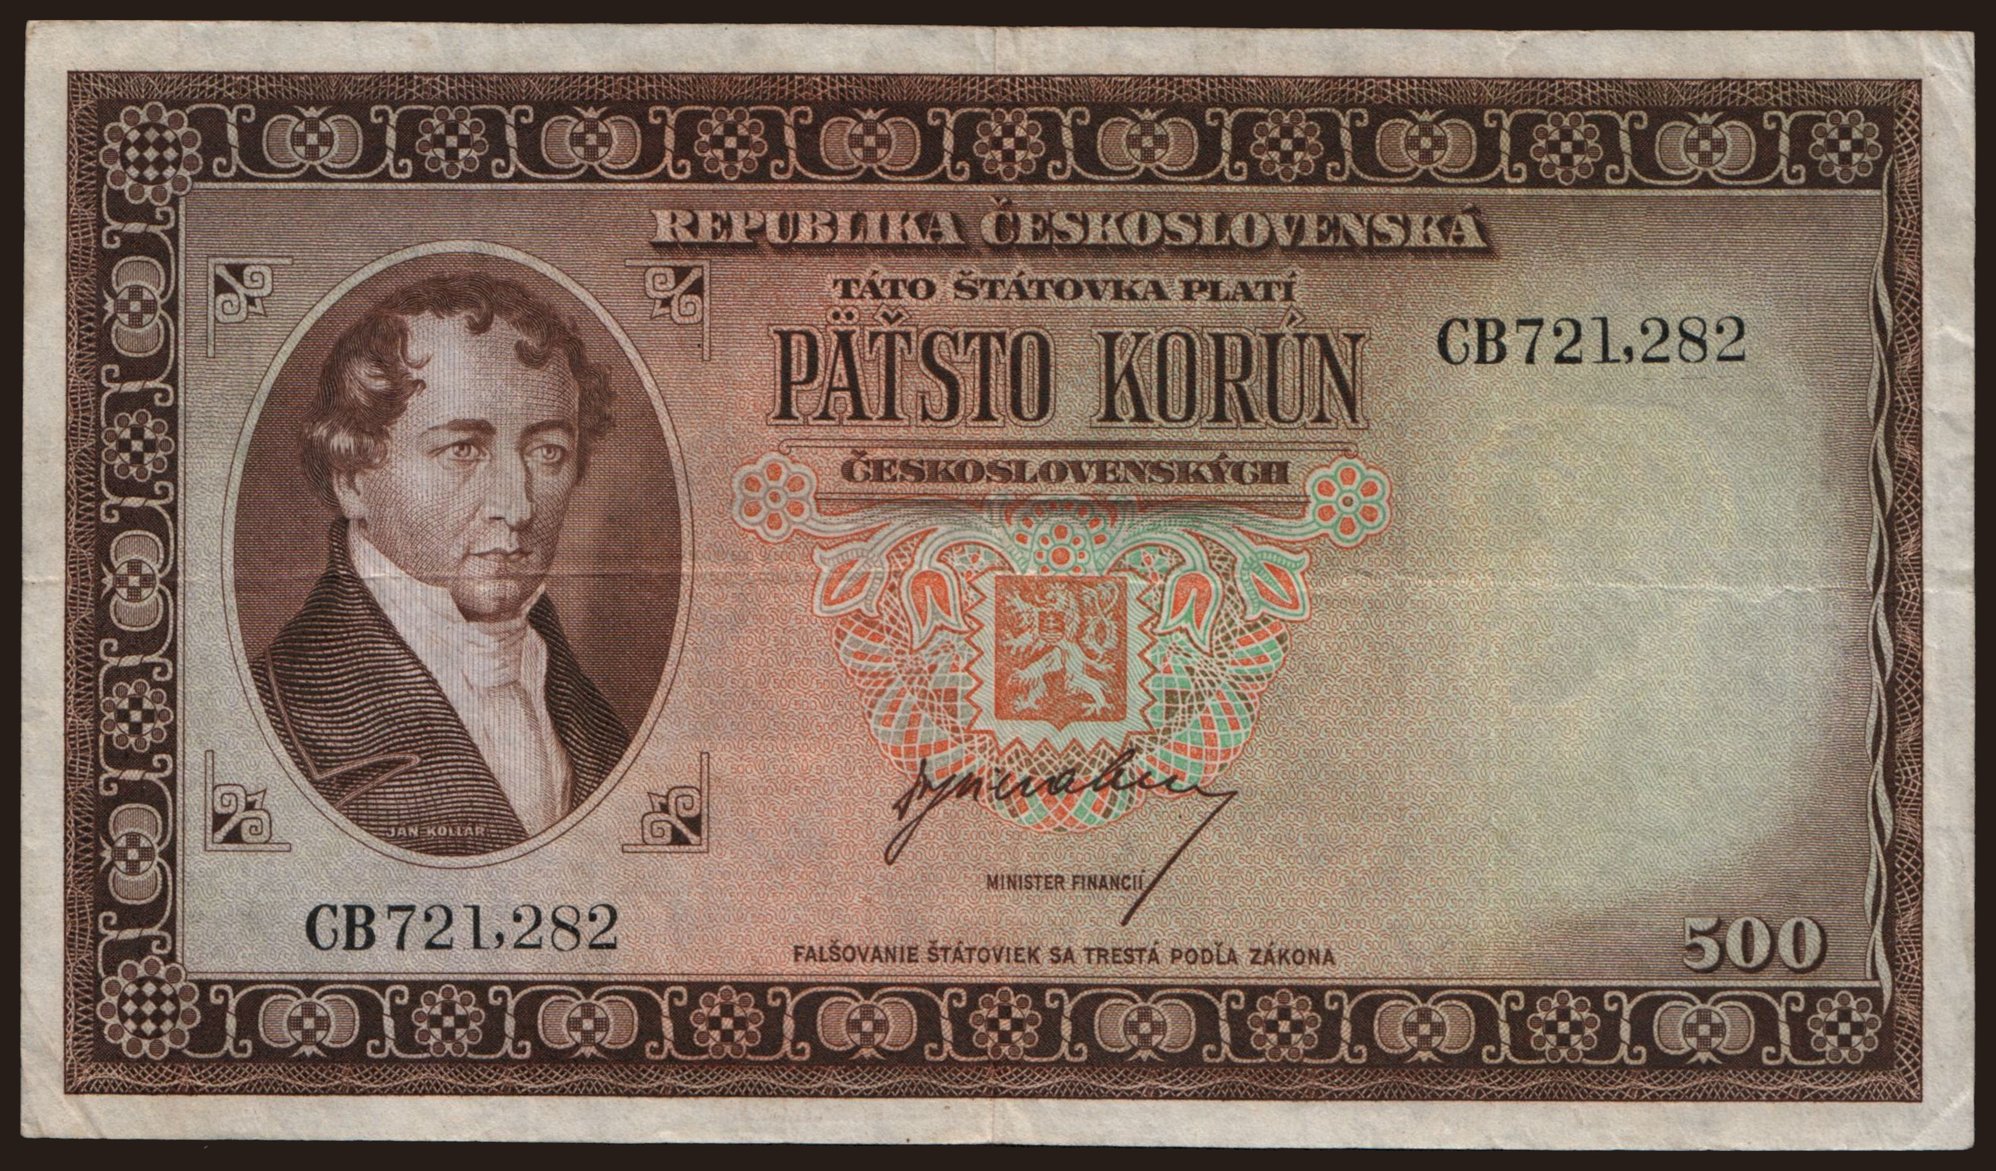 REPUBLIKA ČESKOSLOVENSKÁ
TÁTO ŠTÁTOVKA PLATÍ
PÄŤSTO KORÚN
ČESKOSLOVENSKÝCH
CB721,282
JÁN KOLLÁR
MINISTER FINANCIÍ
CB721,282
FALŠOVANIE ŠTÁTOVIEK SA TRESTÁ PODĽA ZÁKONA
500